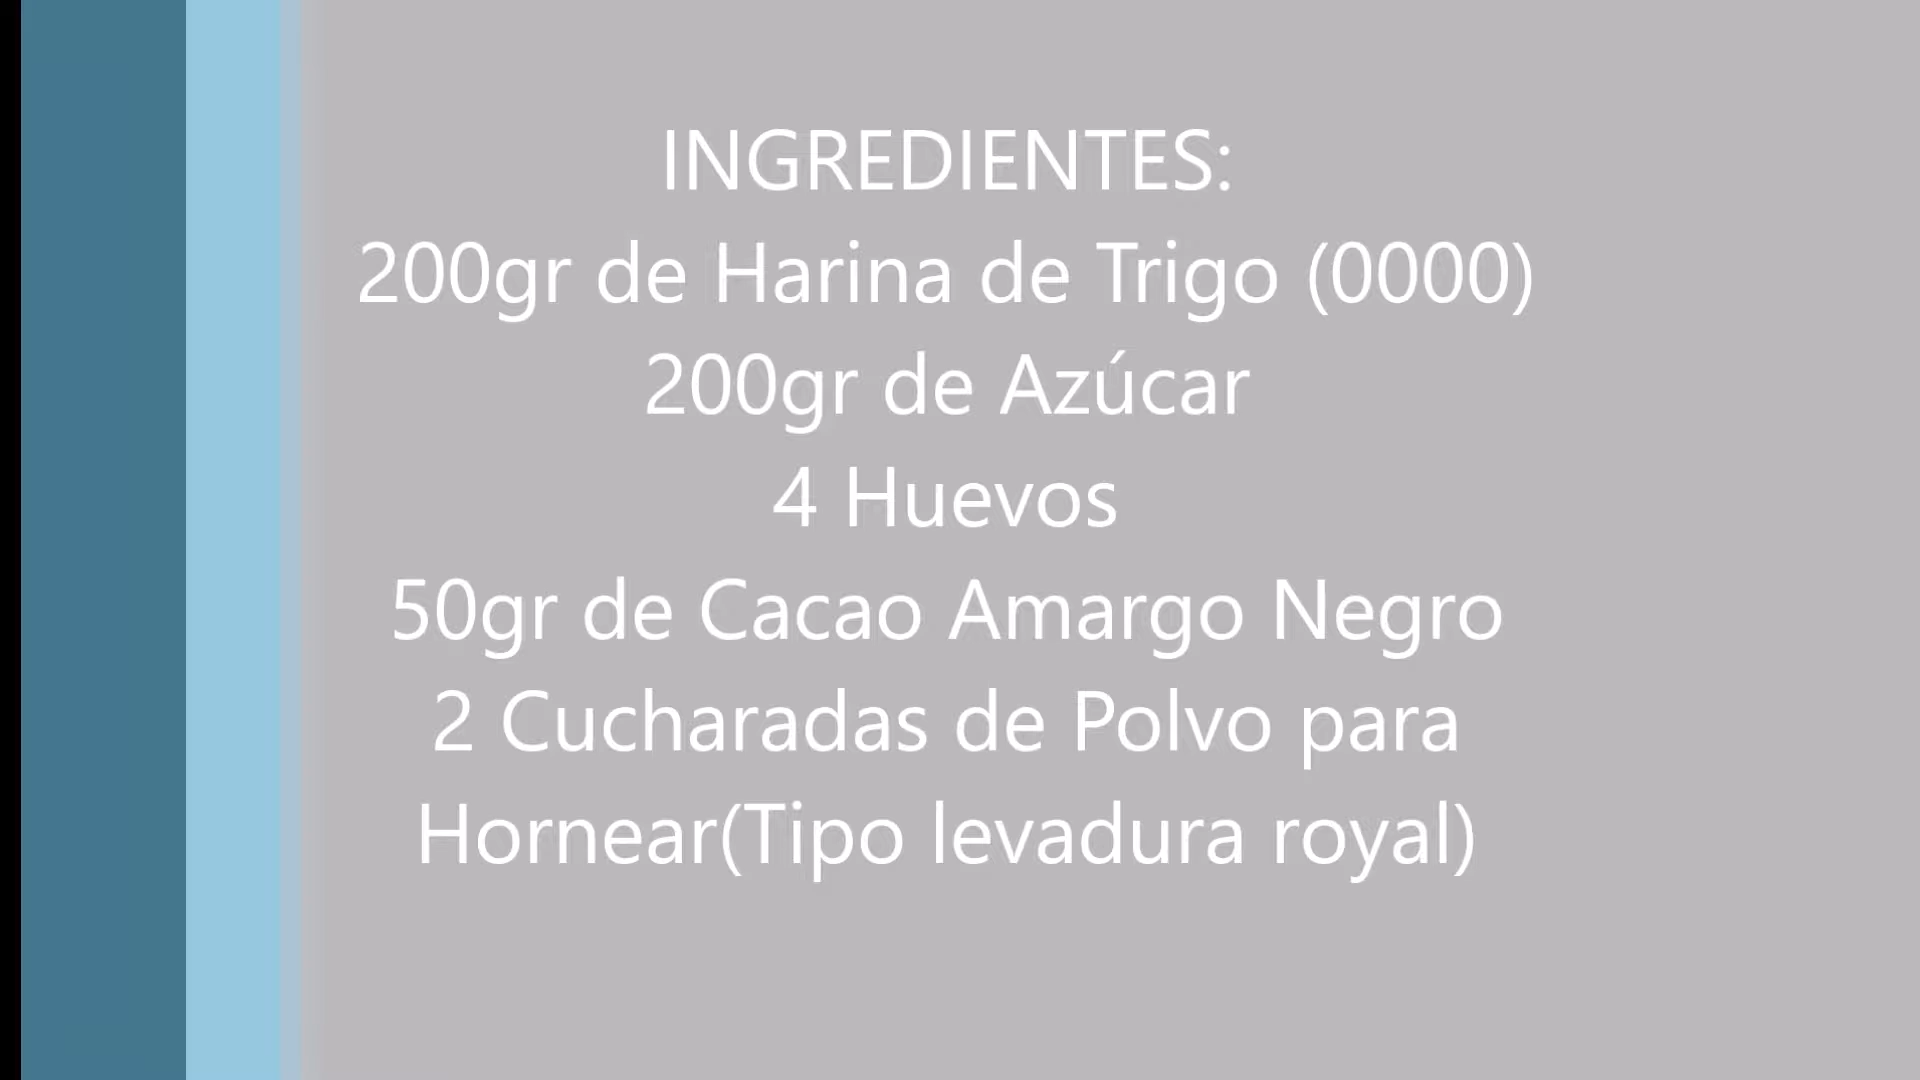 INGREDIENTES:
200gr de Harina de Trigo (0000)
200gr de Azúcar
4 Huevos
50gr de Cacao Amargo Negro
2 Cucharadas de Polvo para
Hornear(Tipo levadura royal)